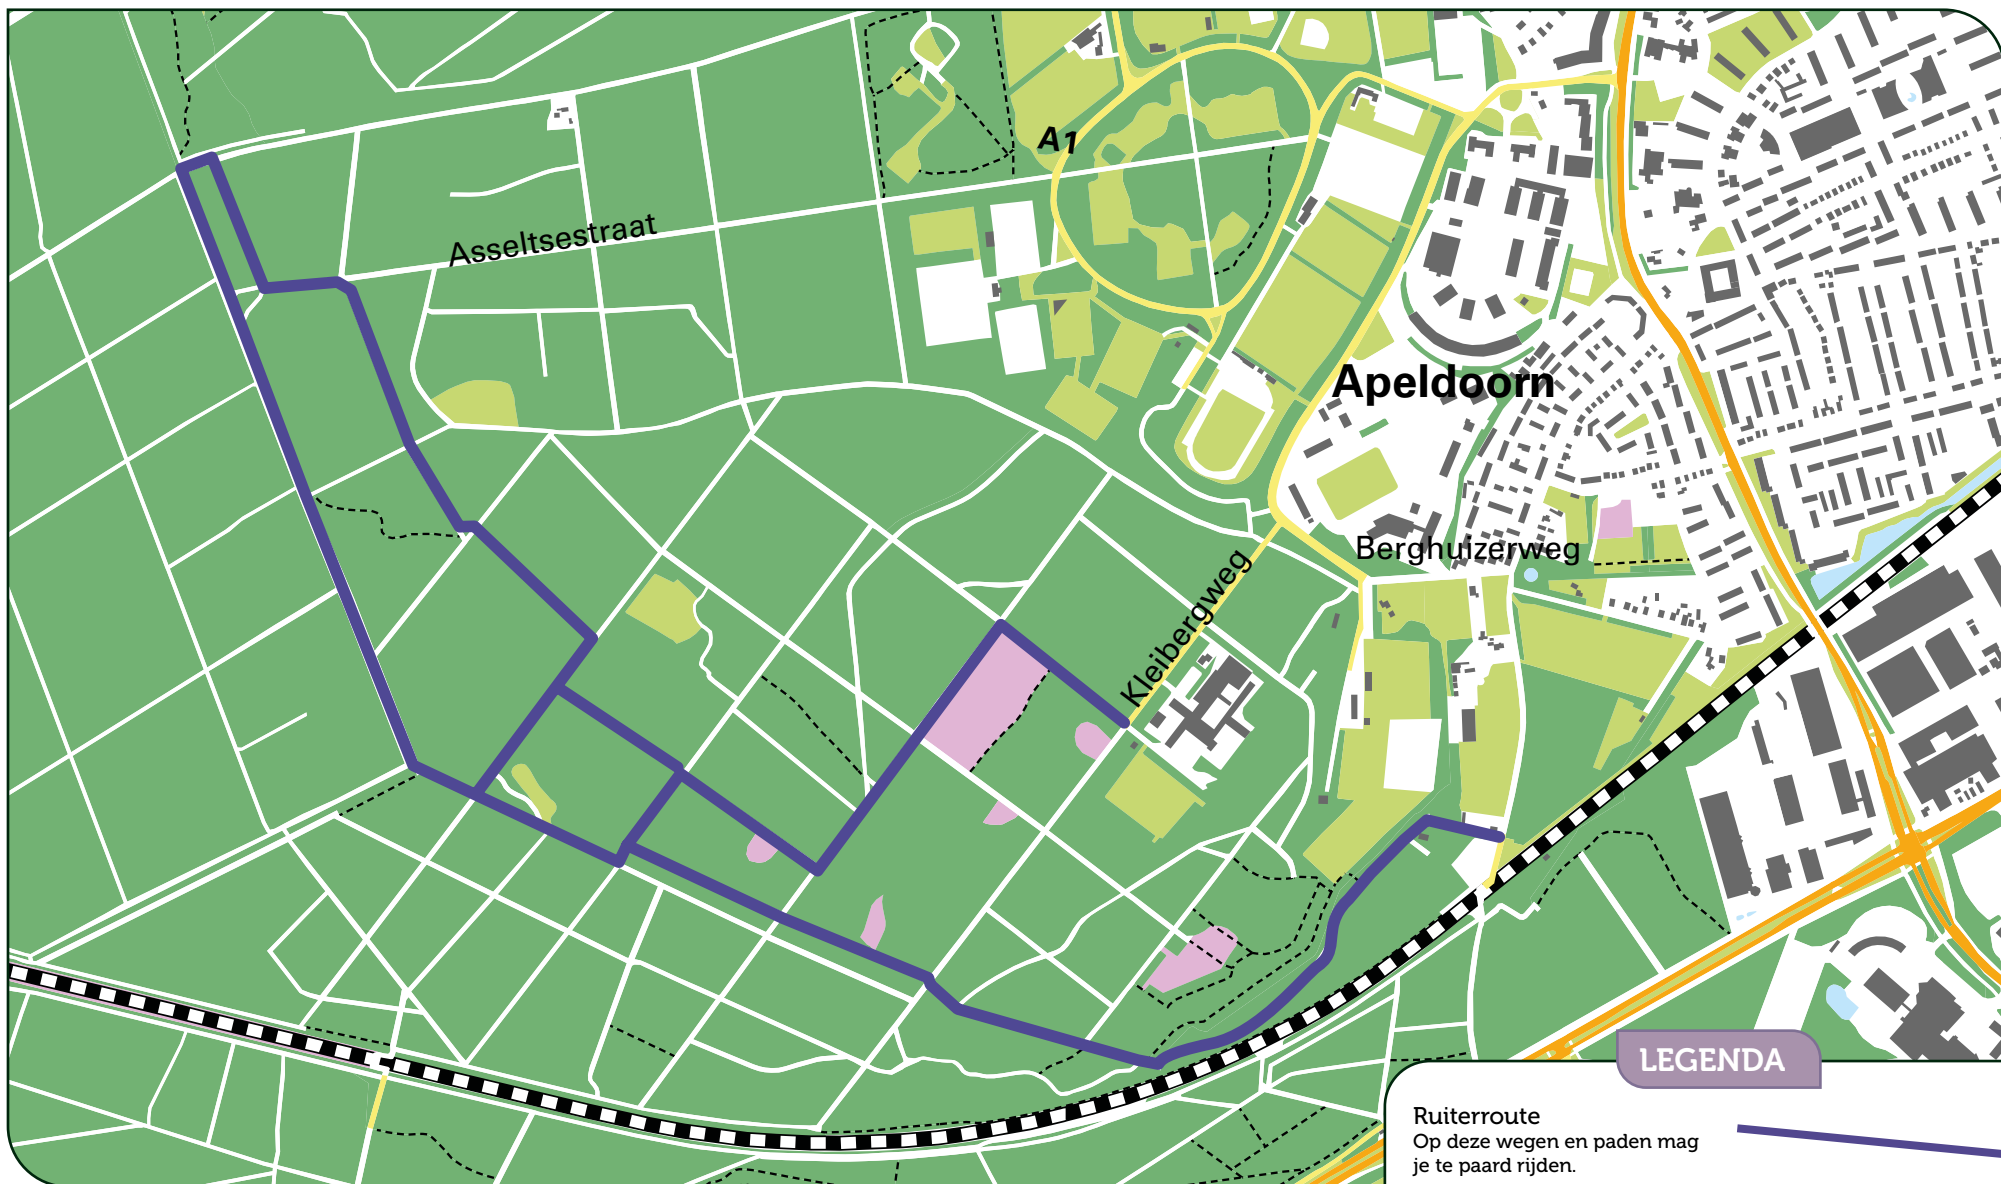 A1
Asseltsestraat
Apeldoorn
Berghuizerweg
Kleibergweg
LEGENDA
Ruiterroute
Op deze wegen en paden mag
je te paard rijden.